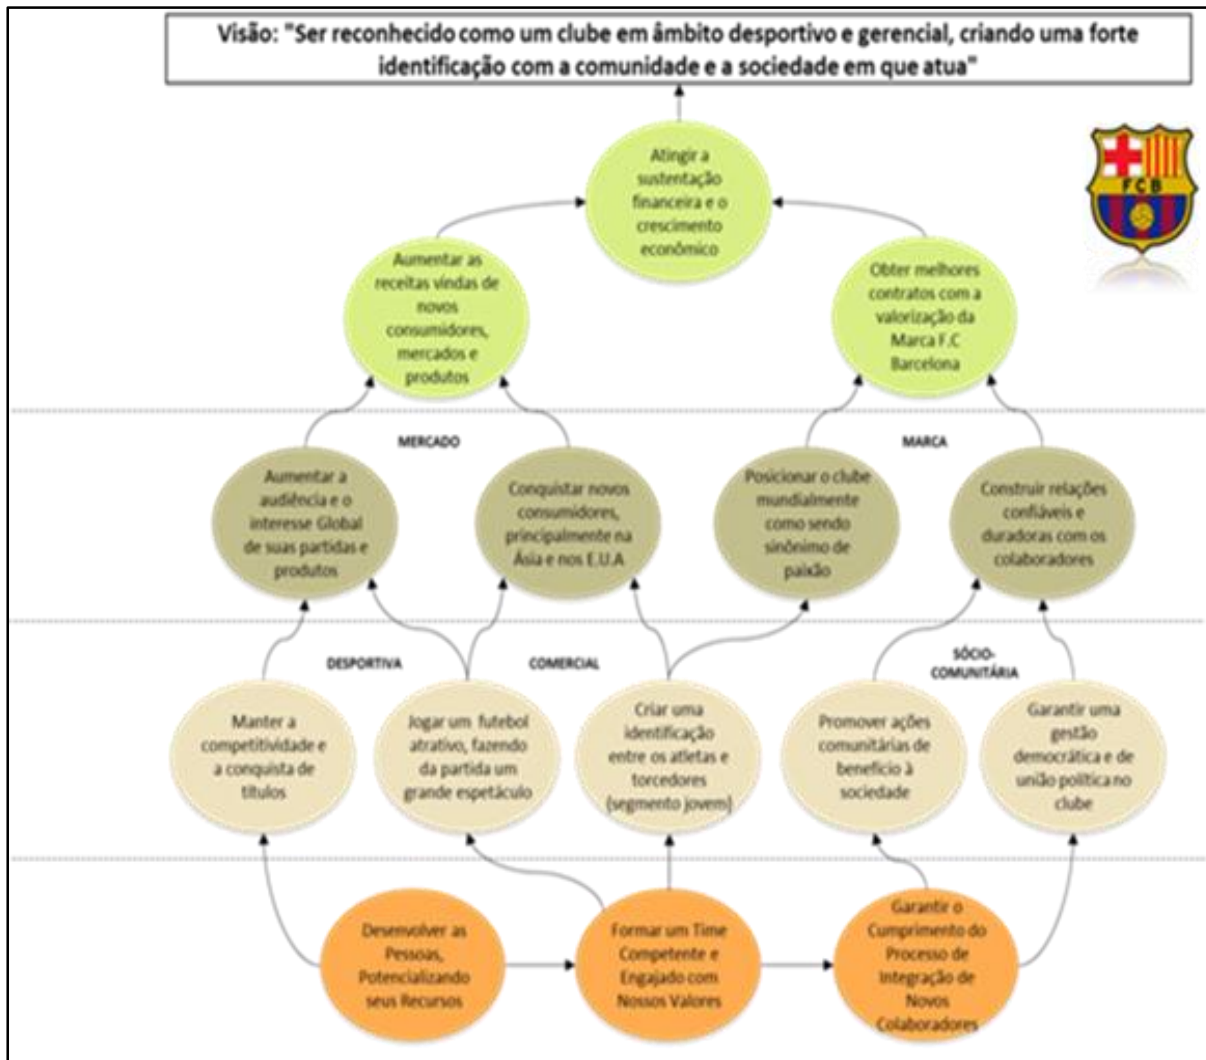 Visão: "Ser reconhecido como um clube em âmbito desportivo e gerencial, criando uma forte
identificação com a comunidade e a sociedade em que atua"
Atingir a
sustentação
financeira e o
crescimento
econômico
FCB
Aumentar as
receitas vindas de
novos
consumidores,
mercados e
produtos
Obter melhores
contratos com a
valorização da
Marca F.C
Barcelona
MERCADO
MARCA
Aumentar a
audiência e o
interesse Global
de suas partidas e
produtos
Conquistar novos
consumidores,
principalmente na
Ásia e nos E.U.A
Posicionar o clube
mundialmente
como sendo
sinônimo de
paixão
Construir relações
confiáveis e
duradoras com os
colaboradores
DESPORTIVA
COMERCIAL
SÓCIO-
COMUNITÁRIA
Manter a
competitividade e
a conquista de
títulos
Jogar um futebol
atrativo, fazendo
da partida um
grande espetáculo
Criar uma
identificação
entre os atletas e
torcedores
(segmento jovem)
Promover ações
comunitárias de
benefício à
sociedade
Garantir uma
gestão
democrática e de
união política no
clube
Desenvolver as
Pessoas,
Potencializando
seus Recursos
Formar um Time
Competente e
Engajado com
Nossos Valores
Garantir o
Cumprimento do
Processo de
Integração de
Novos
Colaboradores